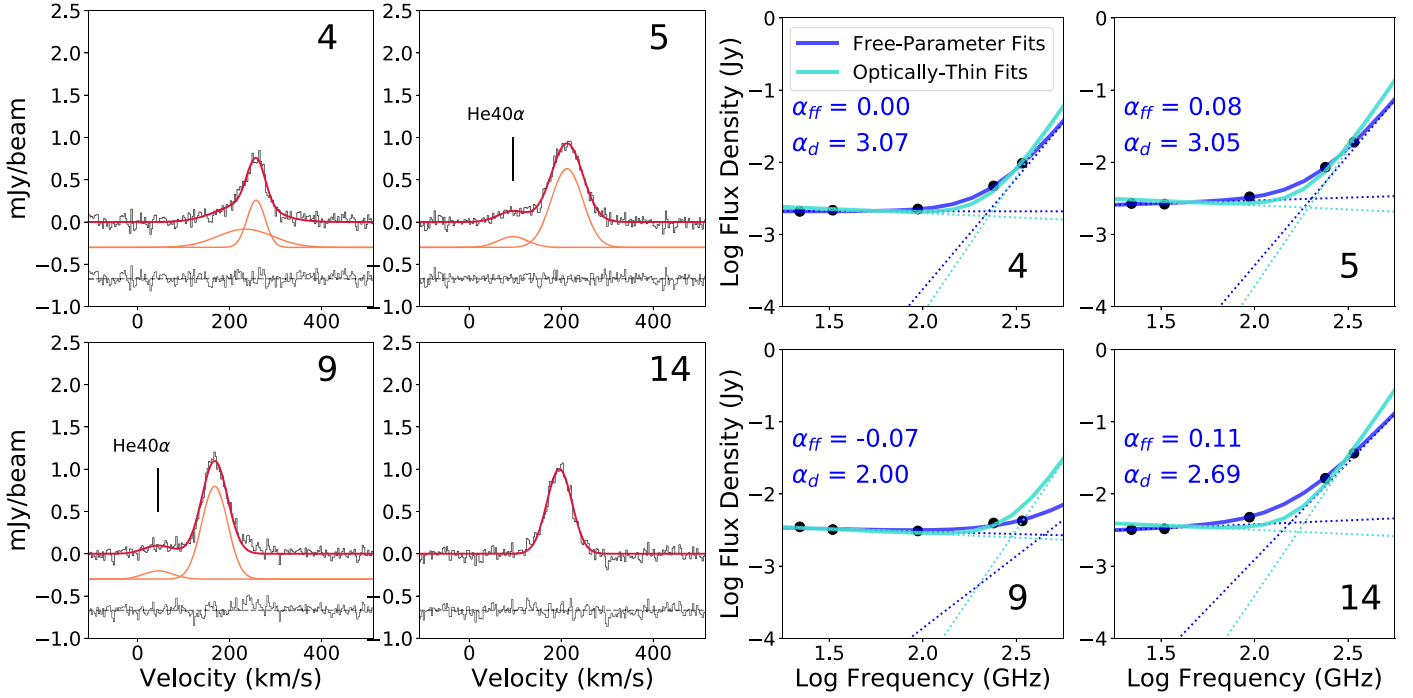 4
2.5
2.0
1.5
1.0
0.5
0.0
−0.5
−1.0
mJy/beam
0 200 400
5
He40α
2.5
2.0
1.5
1.0
0.5
0.0
−0.5
−1.0
0 200 400
Free-Parameter Fits
Optically-Thin Fits
αff = 0.00
αd = 3.07
4
0
−1
−2
−3
−4
Log Flux Density (Jy)
1.5 2.0 2.5
αff = 0.08
αd = 3.05
5
0
−1
−2
−3
−4
1.5 2.0 2.5
9
He40α
2.5
2.0
1.5
1.0
0.5
0.0
−0.5
−1.0
mJy/beam
0 200 400
Velocity (km/s)
14
2.5
2.0
1.5
1.0
0.5
0.0
−0.5
−1.0
0 200 400
Velocity (km/s)
αff = -0.07
αd = 2.00
9
0
−1
−2
−3
−4
Log Flux Density (Jy)
1.5 2.0 2.5
Log Frequency (GHz)
αff = 0.11
αd = 2.69
14
0
−1
−2
−3
−4
1.5 2.0 2.5
Log Frequency (GHz)